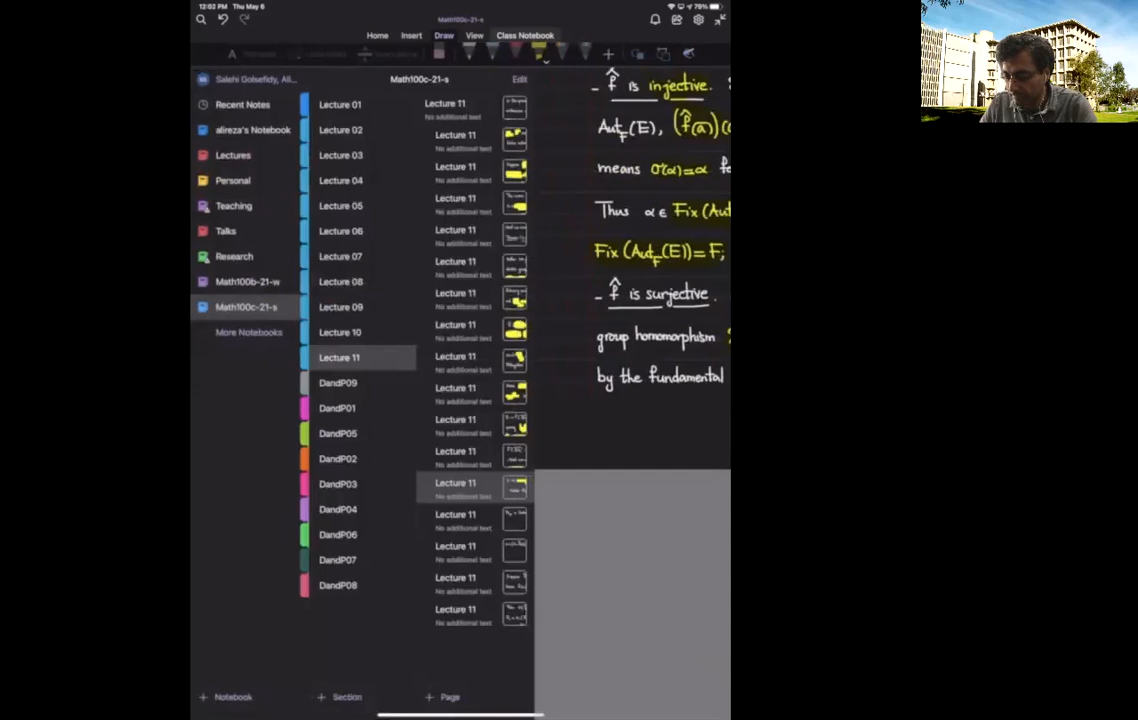 12:02 PM Thu May 6
79%
Math100c-21-s
Home Insert Draw View Class Notebook
Salehi Golsefidy, Ali...
Math100c-21-s
Edit
Recent Notes
alireza's Notebook
Lectures
Personal
Teaching
Talks
Research
Math100b-21-w
Math100c-21-s
More Notebooks
Lecture 01
Lecture 02
Lecture 03
Lecture 04
Lecture 05
Lecture 06
Lecture 07
Lecture 08
Lecture 09
Lecture 10
Lecture 11
DandP09
DandP01
DandP05
DandP02
DandP03
DandP04
DandP06
DandP07
DandP08
Lecture 11
No additional text
Lecture 11
No additional text
Lecture 11
No additional text
Lecture 11
No additional text
Lecture 11
No additional text
Lecture 11
No additional text
Lecture 11
No additional text
Lecture 11
No additional text
Lecture 11
No additional text
Lecture 11
No additional text
Lecture 11
No additional text
Lecture 11
No additional text
Lecture 11
No additional text
Lecture 11
No additional text
Lecture 11
No additional text
Lecture 11
No additional text
Lecture 11
No additional text
- f̂ is injective.
Aut_F(E), (f̂(a))(
means σ(α)=α
Thus α∈ Fix(Aut
Fix(Aut_F(E))=F;
- f̂ is surjective.
group homomorphism
by the fundamental
+ Notebook
+ Section
+ Page